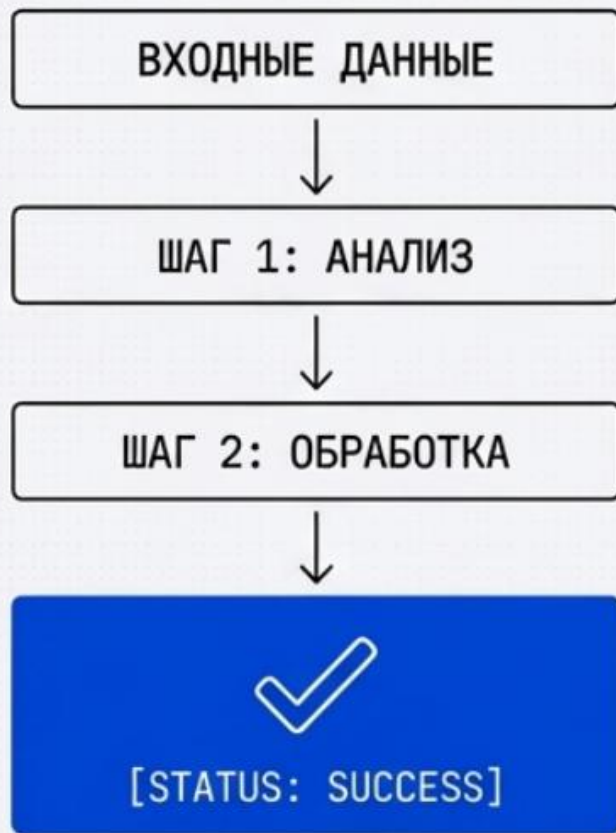 ВХОДНЫЕ ДАННЫЕ
ШАГ 1: АНАЛИЗ
ШАГ 2: ОБРАБОТКА
[STATUS: SUCCESS]